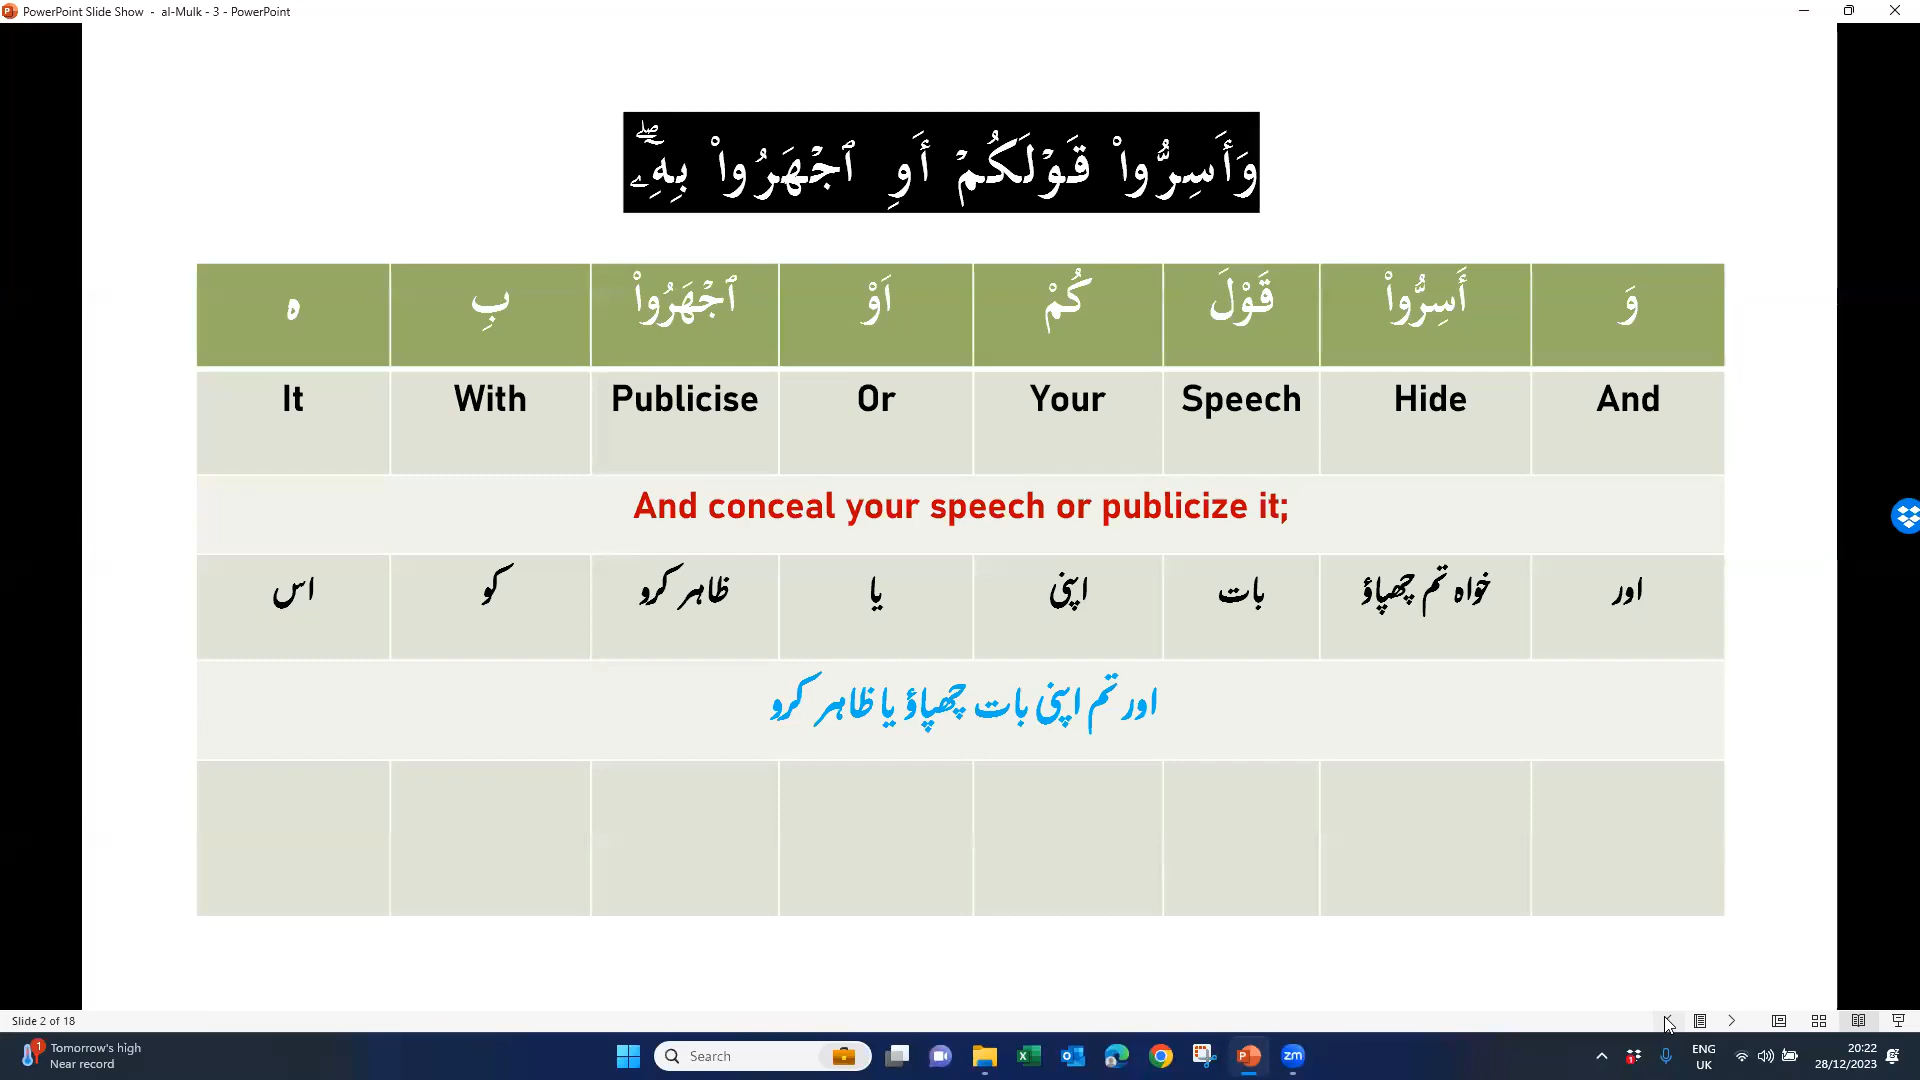 PowerPoint Slide Show - al-Mulk - 3 - PowerPoint
وَأَسِرُّوا۟ قَوْلَكُمْ أَوِ ٱجْهَرُوا۟ بِهِۦٓ ۖ
وَ أَسِرُّوا۟ قَوْلَ كُمْ اَوْ ٱجْهَرُوا۟ بِ ہ
It With Publicise Or Your Speech Hide And
And conceal your speech or publicize it;
اور خواہ تم چھپاؤ بات اپنی یا ظاہر کرو کو اس
اور تم اپنی بات چھپاؤ یا ظاہر کرو
Slide 2 of 18
1
Tomorrow's high
Near record
Search
zm
1
ENG
UK
20:22
28/12/2023